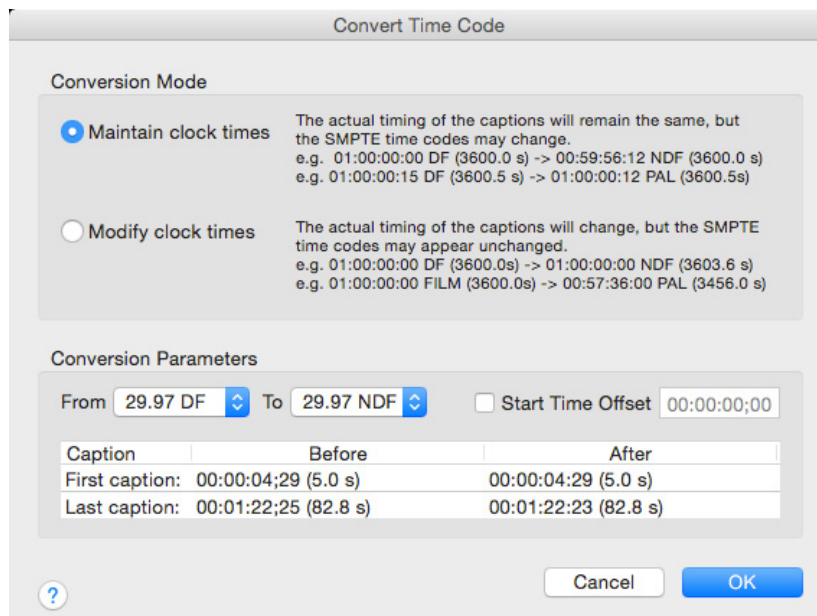 Convert Time Code
Conversion Mode
Maintain clock times
The actual timing of the captions will remain the same, but
the SMPTE time codes may change.
e.g. 01:00:00:00 DF (3600.0 s) -> 00:59:56:12 NDF (3600.0 s)
e.g. 01:00:00:15 DF (3600.5 s) -> 01:00:00:12 PAL (3600.5s)
Modify clock times
The actual timing of the captions will change, but the SMPTE
time codes may appear unchanged.
e.g. 01:00:00:00 DF (3600.0s) -> 01:00:00:00 NDF (3603.6 s)
e.g. 01:00:00:00 FILM (3600.0s) -> 00:57:36:00 PAL (3456.0 s)
Conversion Parameters
From 29.97 DF To 29.97 NDF Start Time Offset 00:00:00;00
Caption Before After
First caption: 00:00:04;29 (5.0 s) 00:00:04:29 (5.0 s)
Last caption: 00:01:22;25 (82.8 s) 00:01:22:23 (82.8 s)
? Cancel OK